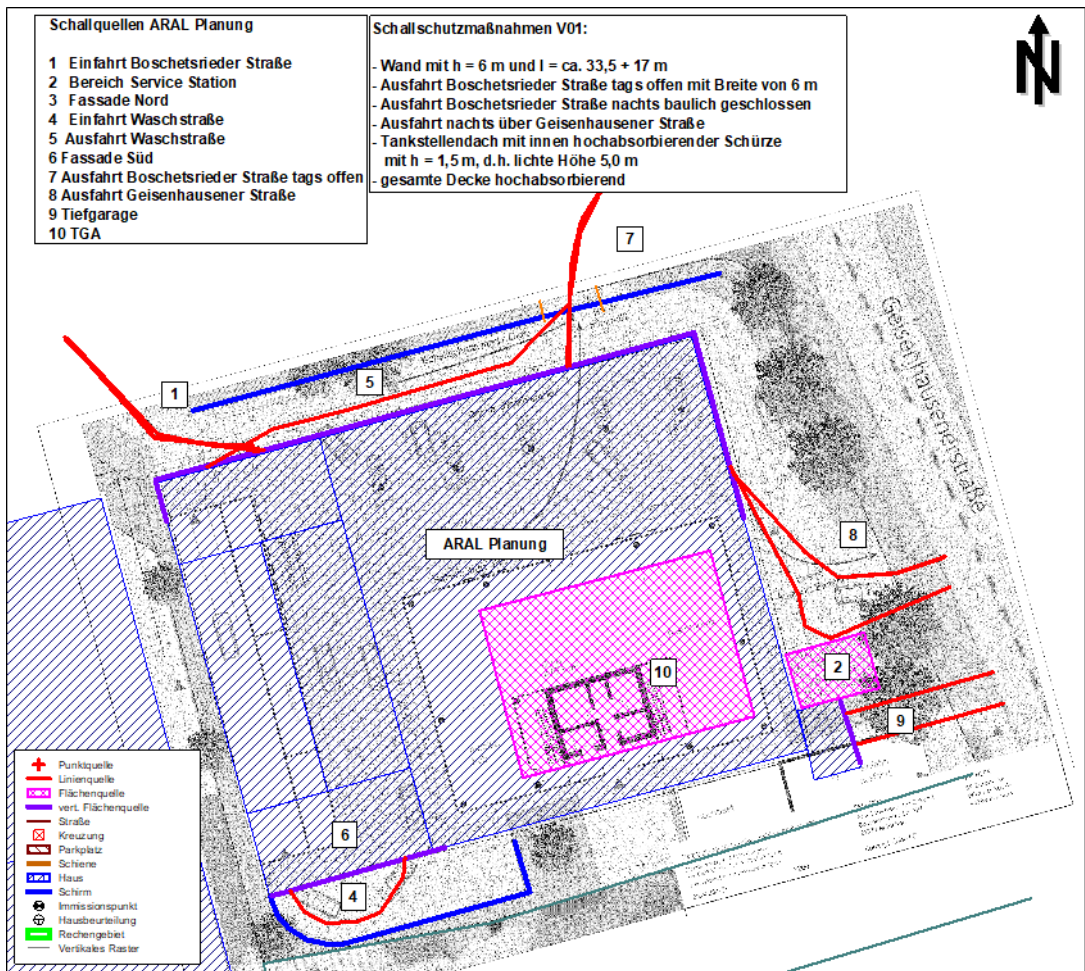 Schallquellen ARAL Planung
1 Einfahrt Boschetsrieder Straße
2 Bereich Service Station
3 Fassade Nord
4 Einfahrt Waschstraße
5 Ausfahrt Waschstraße
6 Fassade Süd
7 Ausfahrt Boschetsrieder Straße tags offen
8 Ausfahrt Geisenhausener Straße
9 Tiefgarage
10 TGA
Schallschutzmaßnahmen V01:
- Wand mit h = 6 m und l = ca. 33,5 + 17 m
- Ausfahrt Boschetsrieder Straße tags offen mit Breite von 6 m
- Ausfahrt Boschetsrieder Straße nachts baulich geschlossen
- Ausfahrt nachts über Geisenhausener Straße
- Tankstellendach mit innen hochabsorbierender Schürze
mit h = 1,5 m, d.h. lichte Höhe 5,0 m
- gesamte Decke hochabsorbierend
N
7
1
5
Geisenhausenerstraße
ARAL Planung
8
2
10
9
6
4
Punktquelle
Linienquelle
Flächenquelle
vert. Flächenquelle
Straße
Kreuzung
Parkplatz
Schiene
Haus
Schirm
Immissionspunkt
Hausbeurteilung
Rechengebiet
Vertikales Raster